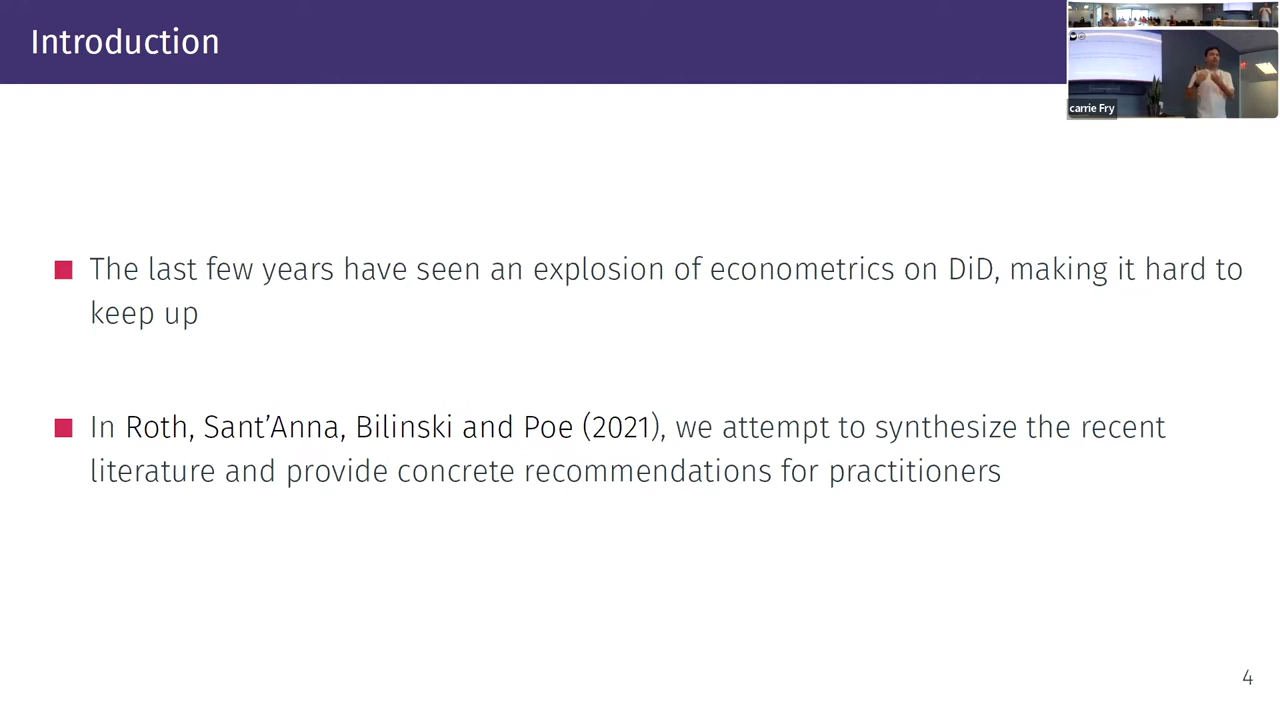 Introduction
carrie Fry
The last few years have seen an explosion of econometrics on DiD, making it hard to
keep up
In Roth, Sant'Anna, Bilinski and Poe (2021), we attempt to synthesize the recent
literature and provide concrete recommendations for practitioners
4